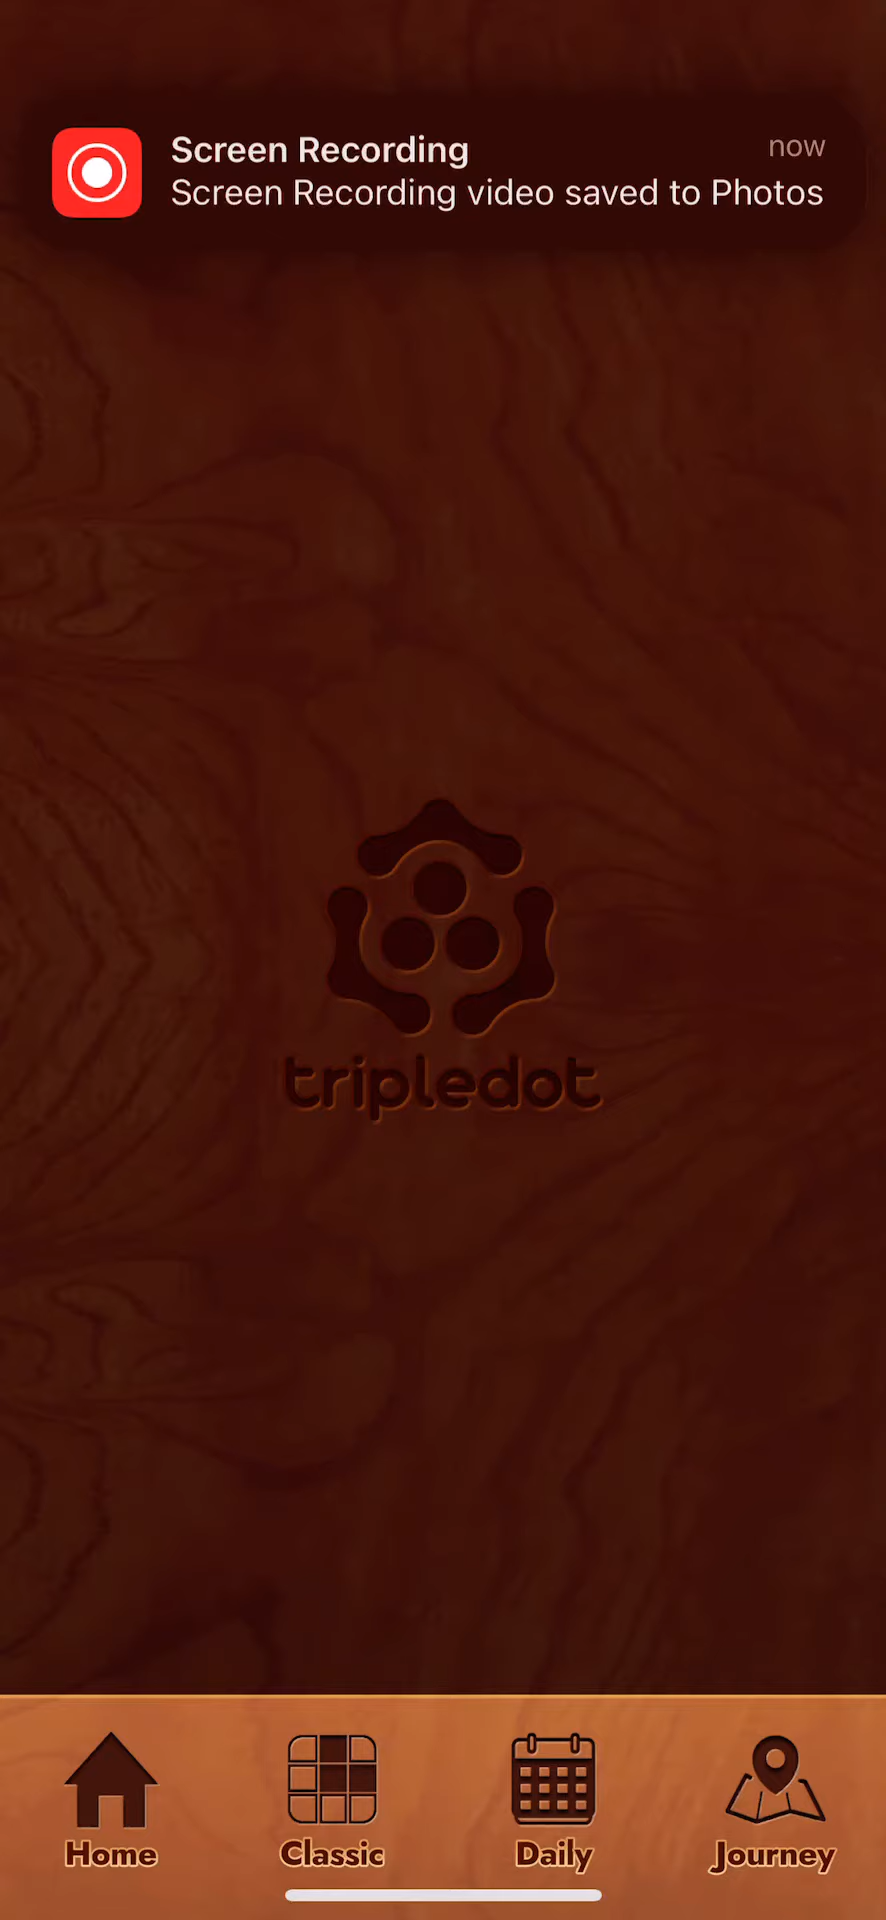 Screen Recording
now
Screen Recording video saved to Photos
tripledot
Home
Classic
Daily
Journey